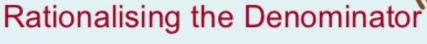 Rationalising the Denominator